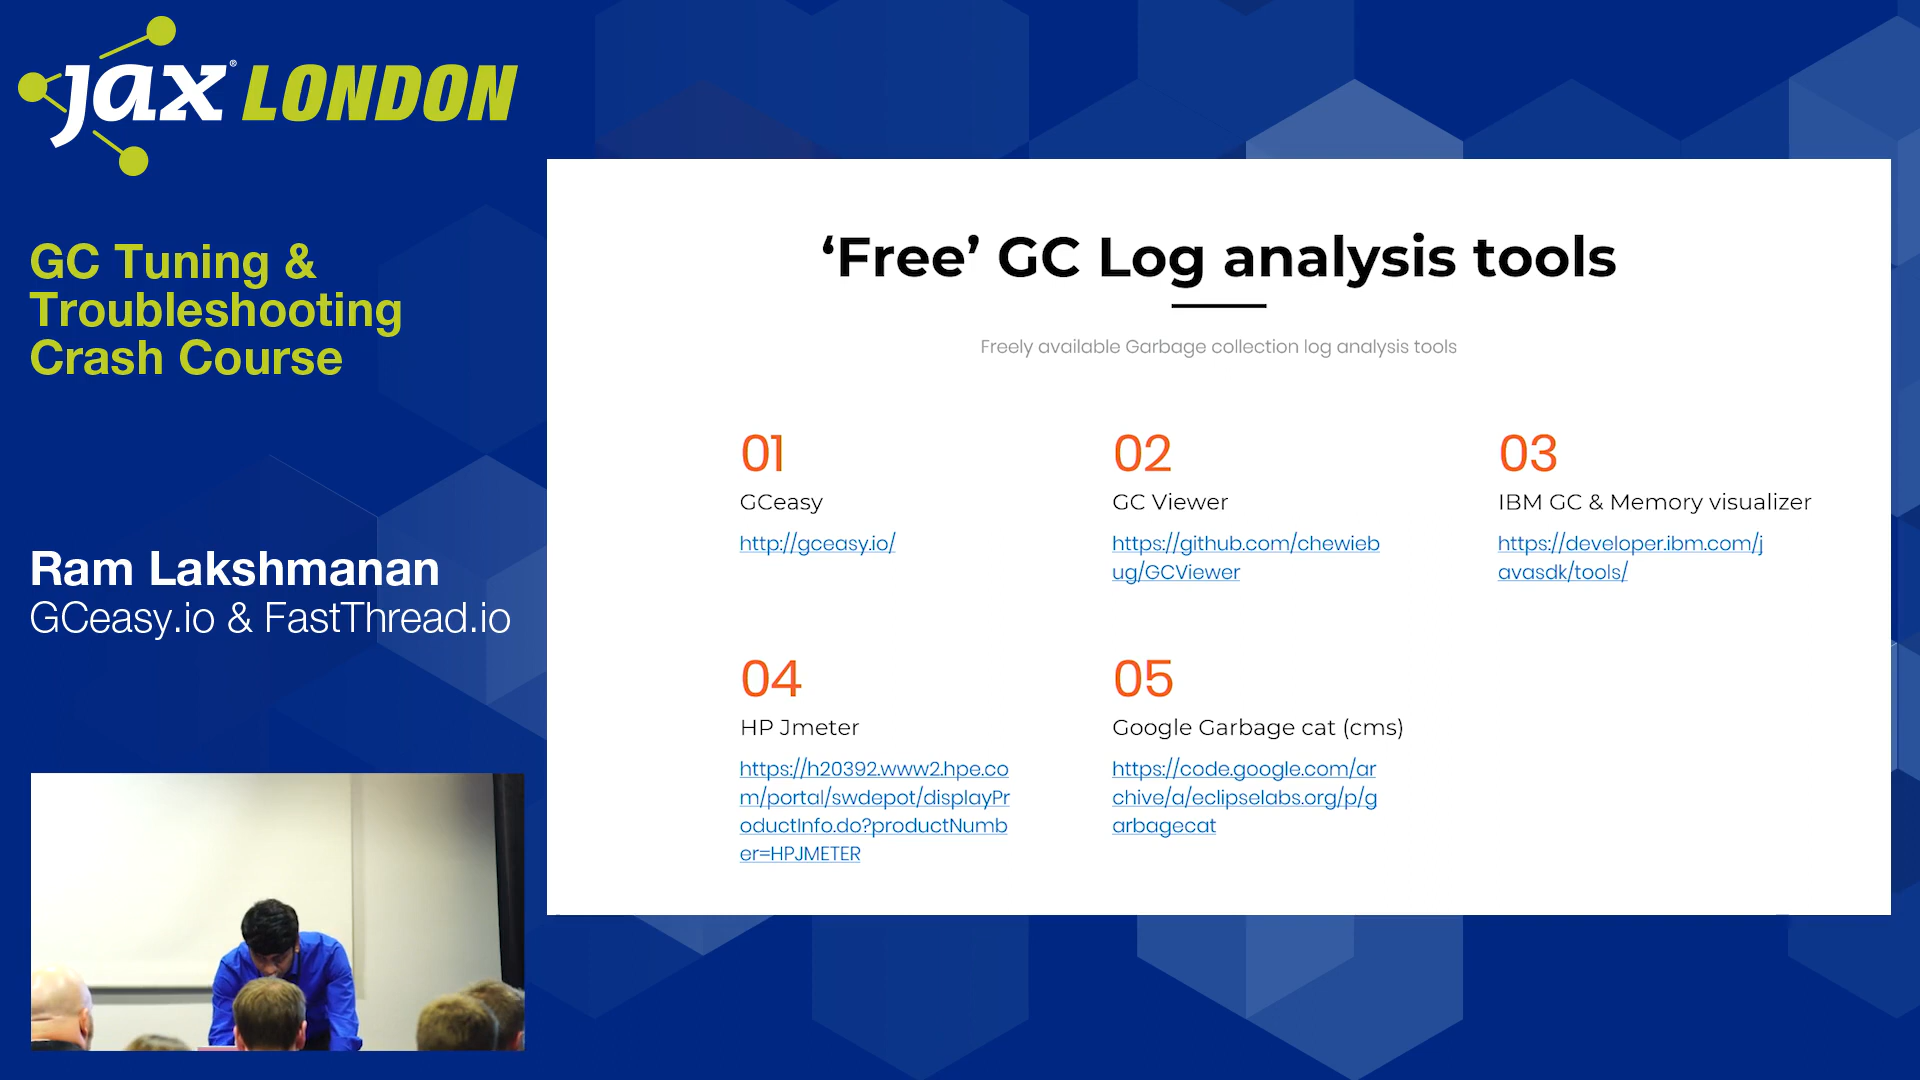 jax® LONDON
GC Tuning &
Troubleshooting
Crash Course
Ram Lakshmanan
GCeasy.io & FastThread.io
‘Free’ GC Log analysis tools
Freely available Garbage collection log analysis tools
01
GCeasy
http://gceasy.io/
02
GC Viewer
https://github.com/chewieb
ug/GCViewer
03
IBM GC & Memory visualizer
https://developer.ibm.com/j
avasdk/tools/
04
HP Jmeter
https://h20392.www2.hpe.co
m/portal/swdepot/displayPr
oductInfo.do?productNumb
er=HPJMETER
05
Google Garbage cat (cms)
https://code.google.com/ar
chive/a/eclipselabs.org/p/g
arbagecat